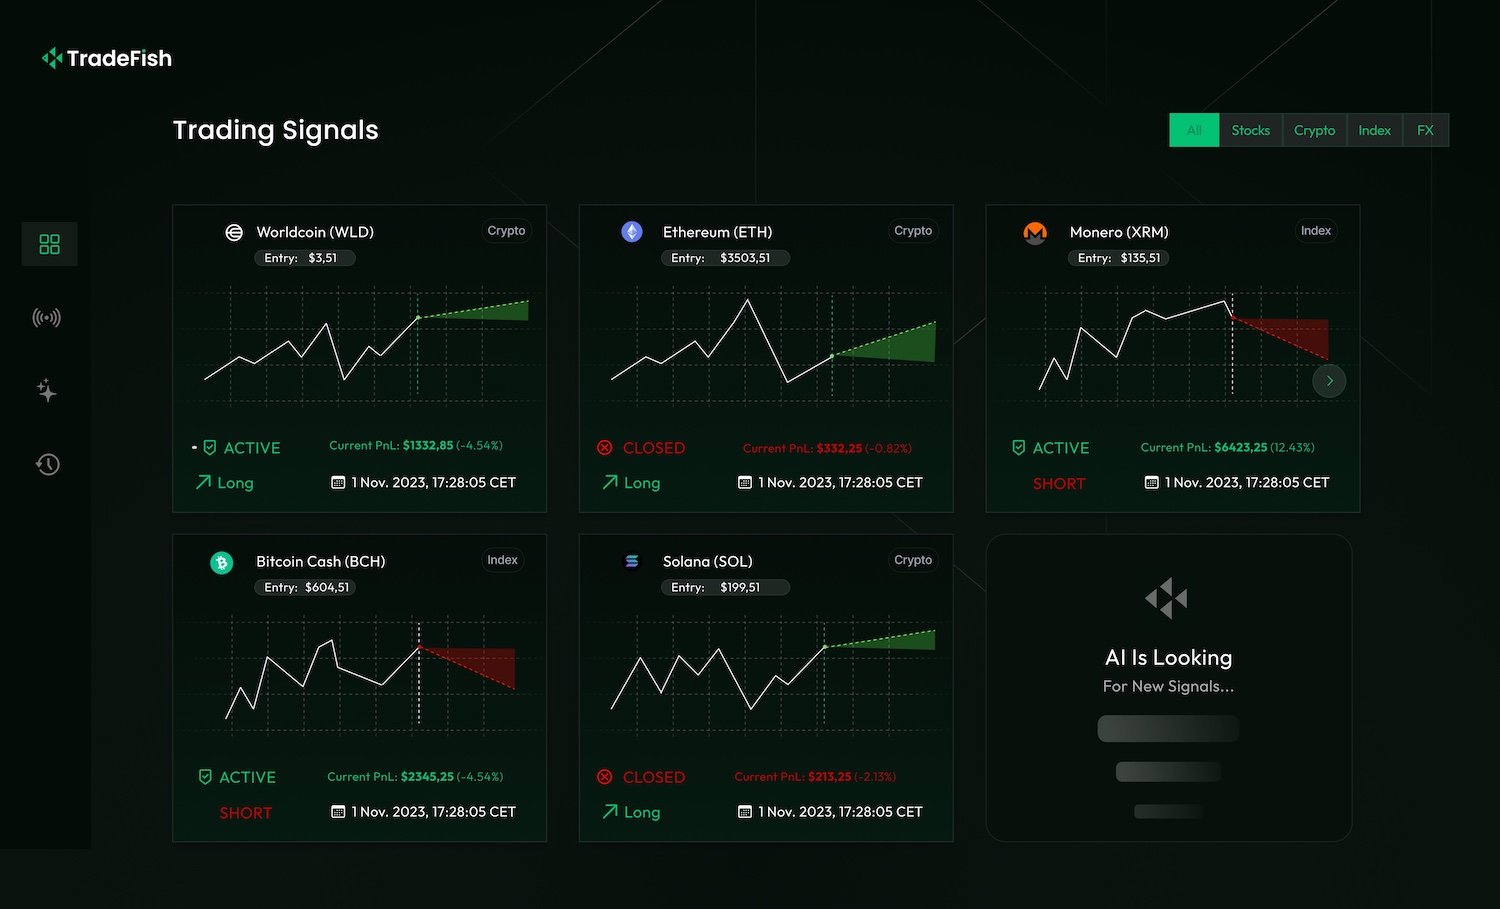 TradeFish
Trading Signals
All Stocks Crypto Index FX
Worldcoin (WLD) Crypto
Entry: $3,51
ACTIVE Current PnL: $1332,85 (-4.54%)
Long 1 Nov. 2023, 17:28:05 CET
Ethereum (ETH) Crypto
Entry: $3503,51
CLOSED Current PnL: $332,25 (-0.82%)
Long 1 Nov. 2023, 17:28:05 CET
Monero (XRM) Index
Entry: $135,51
ACTIVE Current PnL: $6423,25 (12.43%)
SHORT 1 Nov. 2023, 17:28:05 CET
Bitcoin Cash (BCH) Index
Entry: $604,51
ACTIVE Current PnL: $2345,25 (-4.54%)
SHORT 1 Nov. 2023, 17:28:05 CET
Solana (SOL) Crypto
Entry: $199,51
CLOSED Current PnL: $213,25 (-2.13%)
Long 1 Nov. 2023, 17:28:05 CET
AI Is Looking
For New Signals...